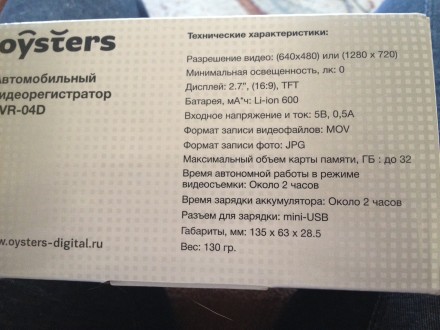 oysters
Автомобильный
видеорегистратор
VR-04D
www.oysters-digital.ru
Технические характеристики:
Разрешение видео: (640x480) или (1280 x 720)
Минимальная освещенность, лк: 0
Дисплей: 2.7”, (16:9), TFT
Батарея, мА*ч: Li-ion 600
Входное напряжение и ток: 5В, 0,5А
Формат записи видеофайлов: MOV
Формат записи фото: JPG
Максимальный объем карты памяти, ГБ : до 32
Время автономной работы в режиме
видеосъемки: Около 2 часов
Время зарядки аккумулятора: Около 2 часов
Разъем для зарядки: mini-USB
Габариты, мм: 135 x 63 x 28.5
Вес: 130 гр.